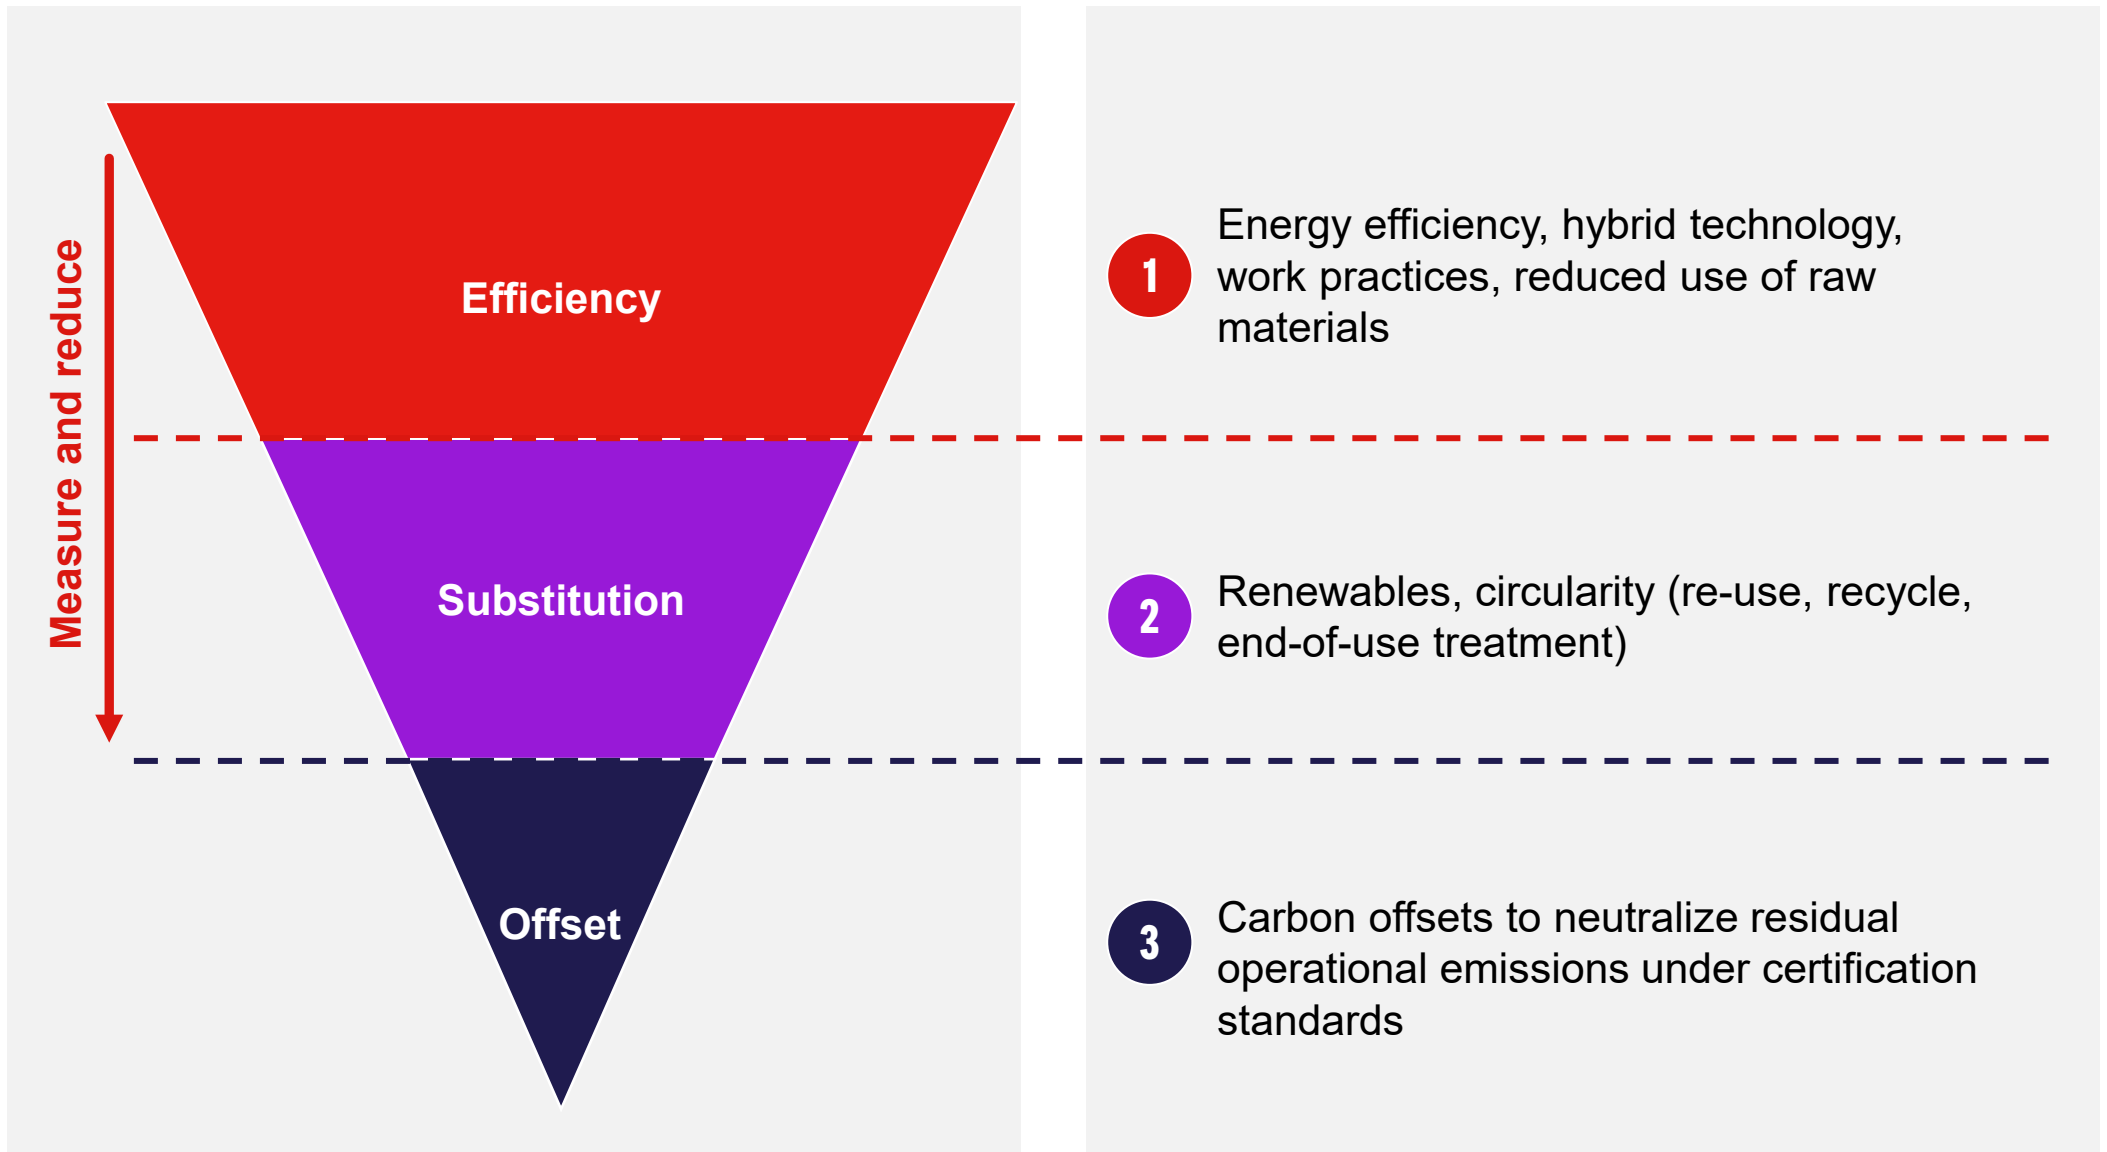 Measure and reduce
Efficiency
Substitution
Offset
1
Energy efficiency, hybrid technology,
work practices, reduced use of raw
materials
2
Renewables, circularity (re-use, recycle,
end-of-use treatment)
3
Carbon offsets to neutralize residual
operational emissions under certification
standards